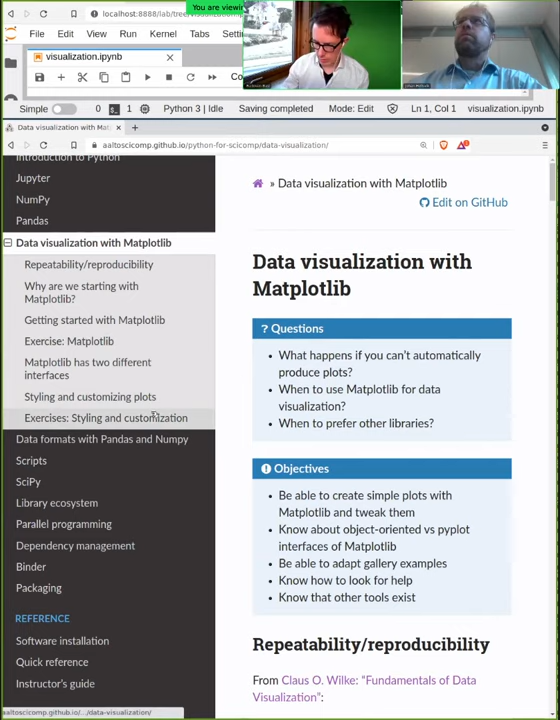 localhost:8888/lab/tree/visualiz
You are viewin
File Edit View Run Kernel Tabs
visualization.ipynb
Simple 0 1 Python 3 | Idle Saving completed Mode: Edit Ln 1, Col 1 visualization.ipynb
Data visualization with Mat
aaltoscicomp.github.io/python-for-scicomp/data-visualization/
Introduction to Python
Jupyter
NumPy
Pandas
Data visualization with Matplotlib
Repeatability/reproducibility
Why are we starting with
Matplotlib?
Getting started with Matplotlib
Exercise: Matplotlib
Matplotlib has two different
interfaces
Styling and customizing plots
Exercises: Styling and customization
Data formats with Pandas and Numpy
Scripts
SciPy
Library ecosystem
Parallel programming
Dependency management
Binder
Packaging
REFERENCE
Software installation
Quick reference
Instructor's guide
aaltoscicomp.github.io/.../data-visualization/
» Data visualization with Matplotlib
Edit on GitHub
Data visualization with
Matplotlib
? Questions
• What happens if you can't automatically
produce plots?
• When to use Matplotlib for data
visualization?
• When to prefer other libraries?
Objectives
• Be able to create simple plots with
Matplotlib and tweak them
• Know about object-oriented vs pyplot
interfaces of Matplotlib
• Be able to adapt gallery examples
• Know how to look for help
• Know that other tools exist
Repeatability/reproducibility
From Claus O. Wilke: "Fundamentals of Data
Visualization":